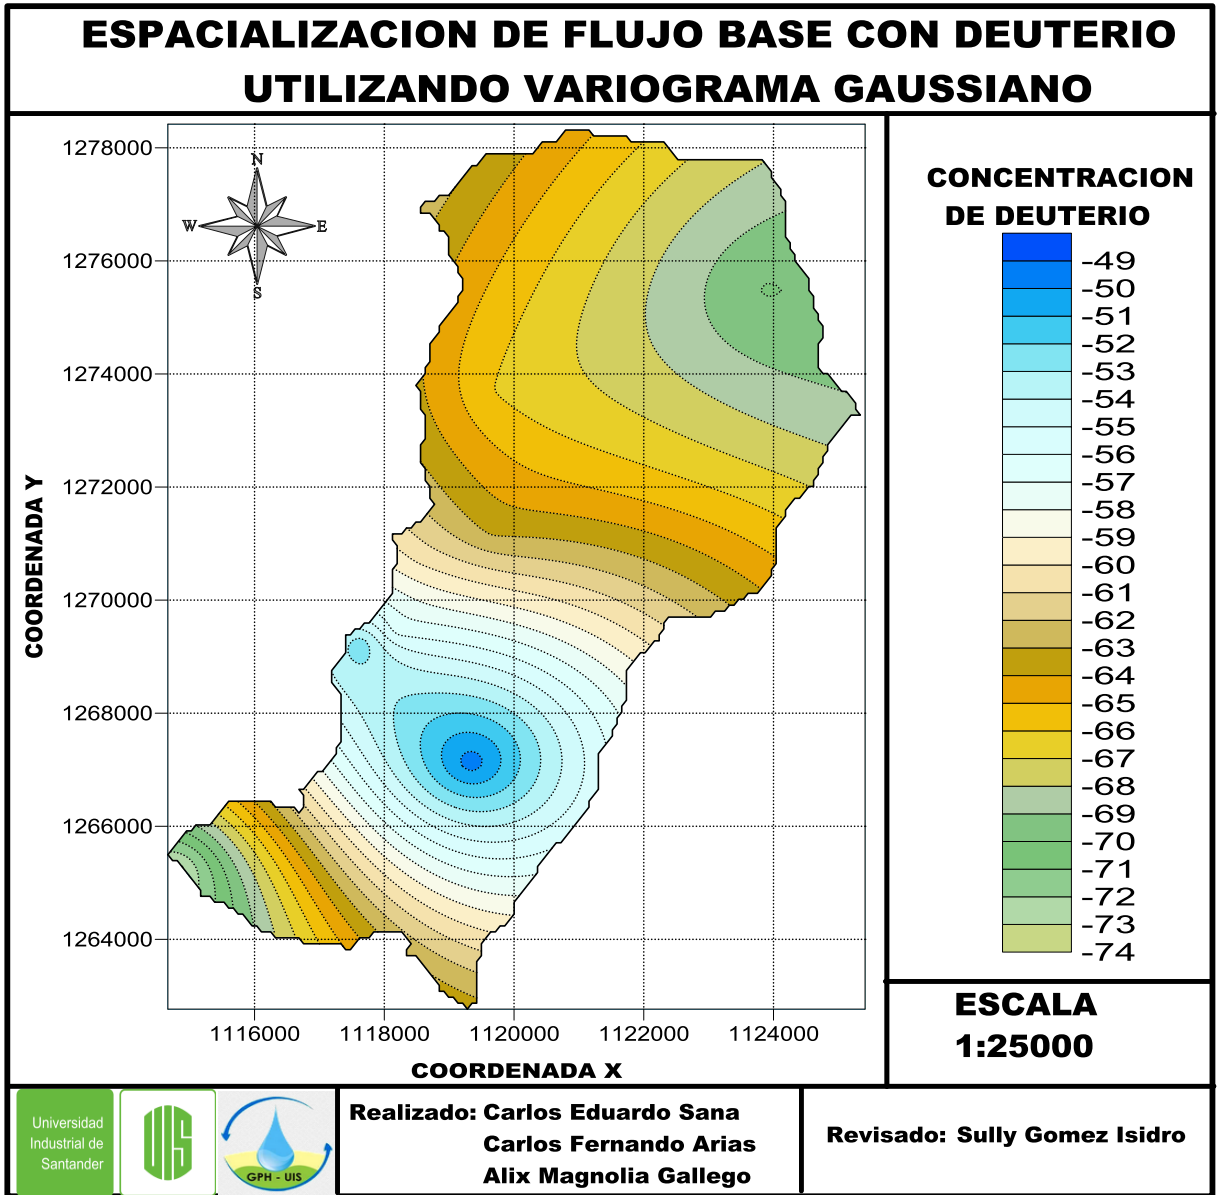 ESPACIALIZACION DE FLUJO BASE CON DEUTERIO
UTILIZANDO VARIOGRAMA GAUSSIANO
1278000
1276000
1274000
1272000
1270000
1268000
1266000
1264000
COORDENADA Y
N
W
E
S
1116000
1118000
1120000
1122000
1124000
COORDENADA X
CONCENTRACION
DE DEUTERIO
-49
-50
-51
-52
-53
-54
-55
-56
-57
-58
-59
-60
-61
-62
-63
-64
-65
-66
-67
-68
-69
-70
-71
-72
-73
-74
ESCALA
1:25000
Universidad
Industrial de
Santander
UIS
GPH - UIS
Realizado: Carlos Eduardo Sana
Carlos Fernando Arias
Alix Magnolia Gallego
Revisado: Sully Gomez Isidro